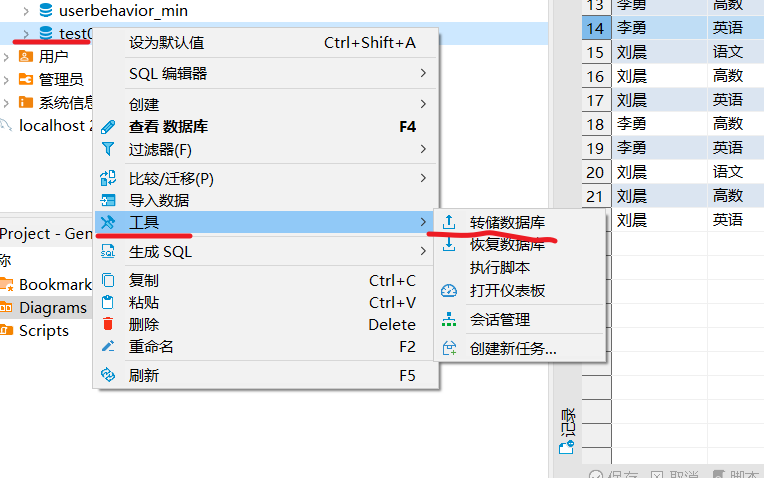 userbehavior_min
test0
用户
管理员
系统信息
localhost 2
设为默认值 Ctrl+Shift+A
SQL 编辑器
创建
查看 数据库 F4
过滤器(F)
比较/迁移(P)
导入数据
工具
生成 SQL
复制 Ctrl+C
粘贴 Ctrl+V
删除 Delete
重命名 F2
刷新 F5
转储数据库
恢复数据库
执行脚本
打开仪表板
会话管理
创建新任务...
Project - Gen
称
Bookmark
Diagrams
Scripts
13 李勇 高数
14 李勇 英语
15 刘晨 语文
16 刘晨 高数
17 刘晨 英语
18 李勇 高数
19 李勇 英语
20 刘晨 语文
21 刘晨 高数
22 刘晨 英语
记录
保存 取消 脚本